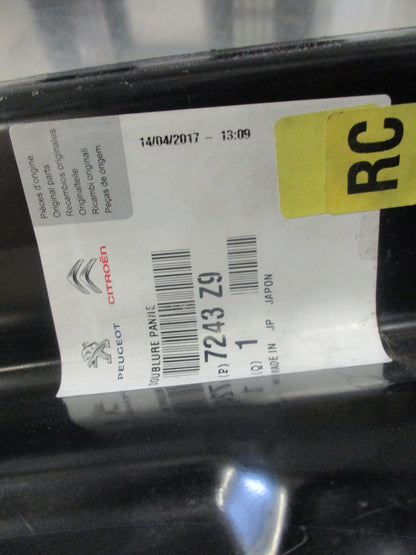 Pièces d'origine
Original parts
Recambios originales
Originalteile
Ricambi originali
Peças de origem
14/04/2017 - 13:09
RC
PEUGEOT
CITROËN
DOUBLURE
(P) 7243 Z9
(Q) 1
MADE IN JP JAPON